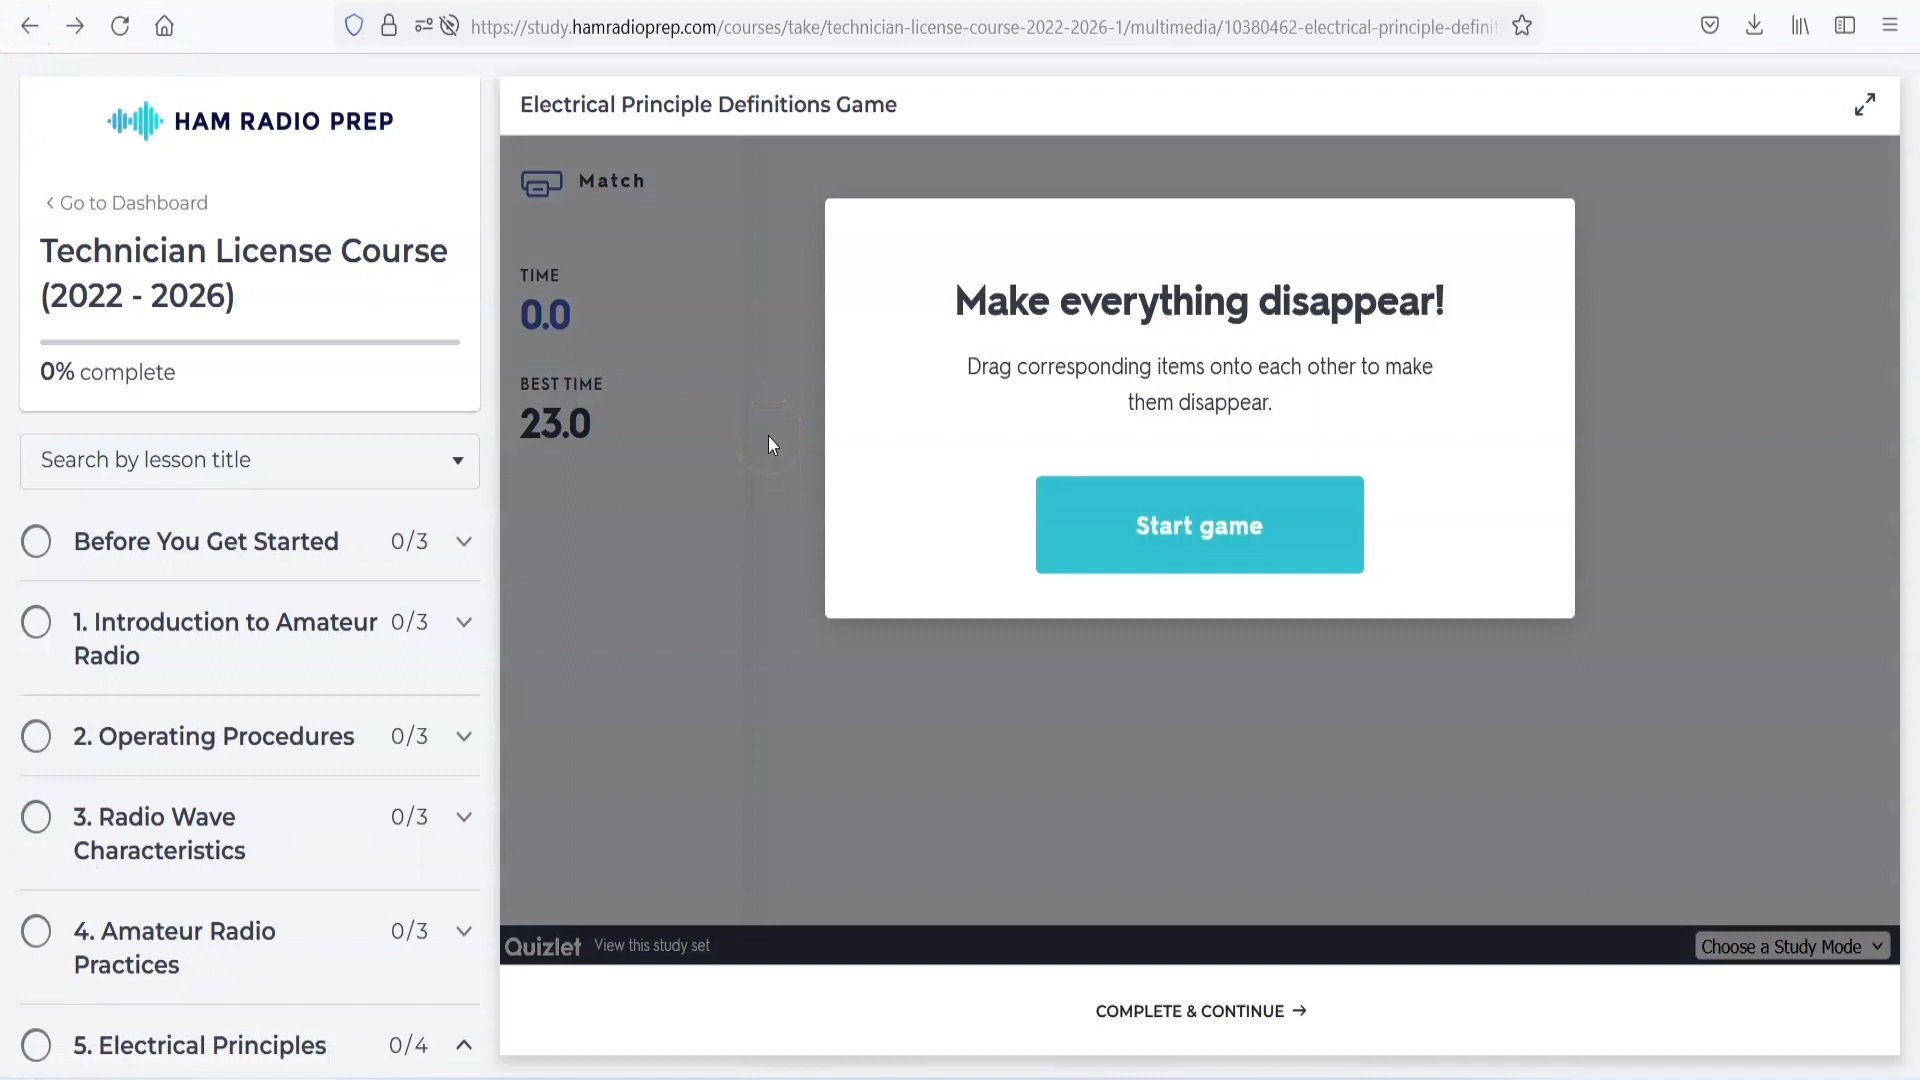 https://study.hamradioprep.com/courses/take/technician-license-course-2022-2026-1/multimedia/10380462-electrical-principle-definit
HAM RADIO PREP
Go to Dashboard
Technician License Course
(2022 - 2026)
0% complete
Search by lesson title
Before You Get Started 0/3
1. Introduction to Amateur 0/3
Radio
2. Operating Procedures 0/3
3. Radio Wave 0/3
Characteristics
4. Amateur Radio 0/3
Practices
5. Electrical Principles 0/4
Electrical Principle Definitions Game
Match
TIME
0.0
BEST TIME
23.0
Make everything disappear!
Drag corresponding items onto each other to make
them disappear.
Start game
Quizlet View this study set
Choose a Study Mode
COMPLETE & CONTINUE →